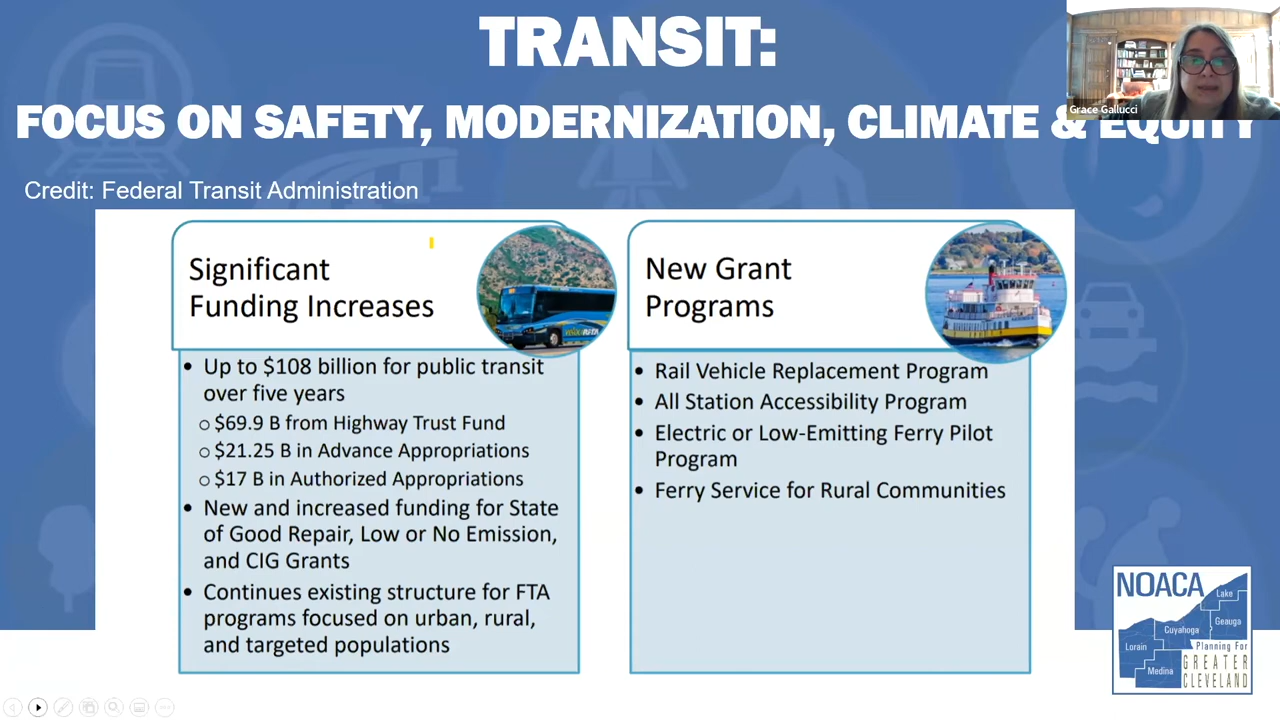 TRANSIT:
FOCUS ON SAFETY, MODERNIZATION, CLIMATE & EQUITY
Grace Gallucci
Credit: Federal Transit Administration
Significant
Funding Increases
• Up to $108 billion for public transit
over five years
o $69.9 B from Highway Trust Fund
o $21.25 B in Advance Appropriations
o $17 B in Authorized Appropriations
• New and increased funding for State
of Good Repair, Low or No Emission,
and CIG Grants
• Continues existing structure for FTA
programs focused on urban, rural,
and targeted populations
New Grant
Programs
• Rail Vehicle Replacement Program
• All Station Accessibility Program
• Electric or Low-Emitting Ferry Pilot
Program
• Ferry Service for Rural Communities
NOACA
Lake
Geauga
Cuyahoga
Lorain
Medina
Planning For
GREATER
CLEVELAND